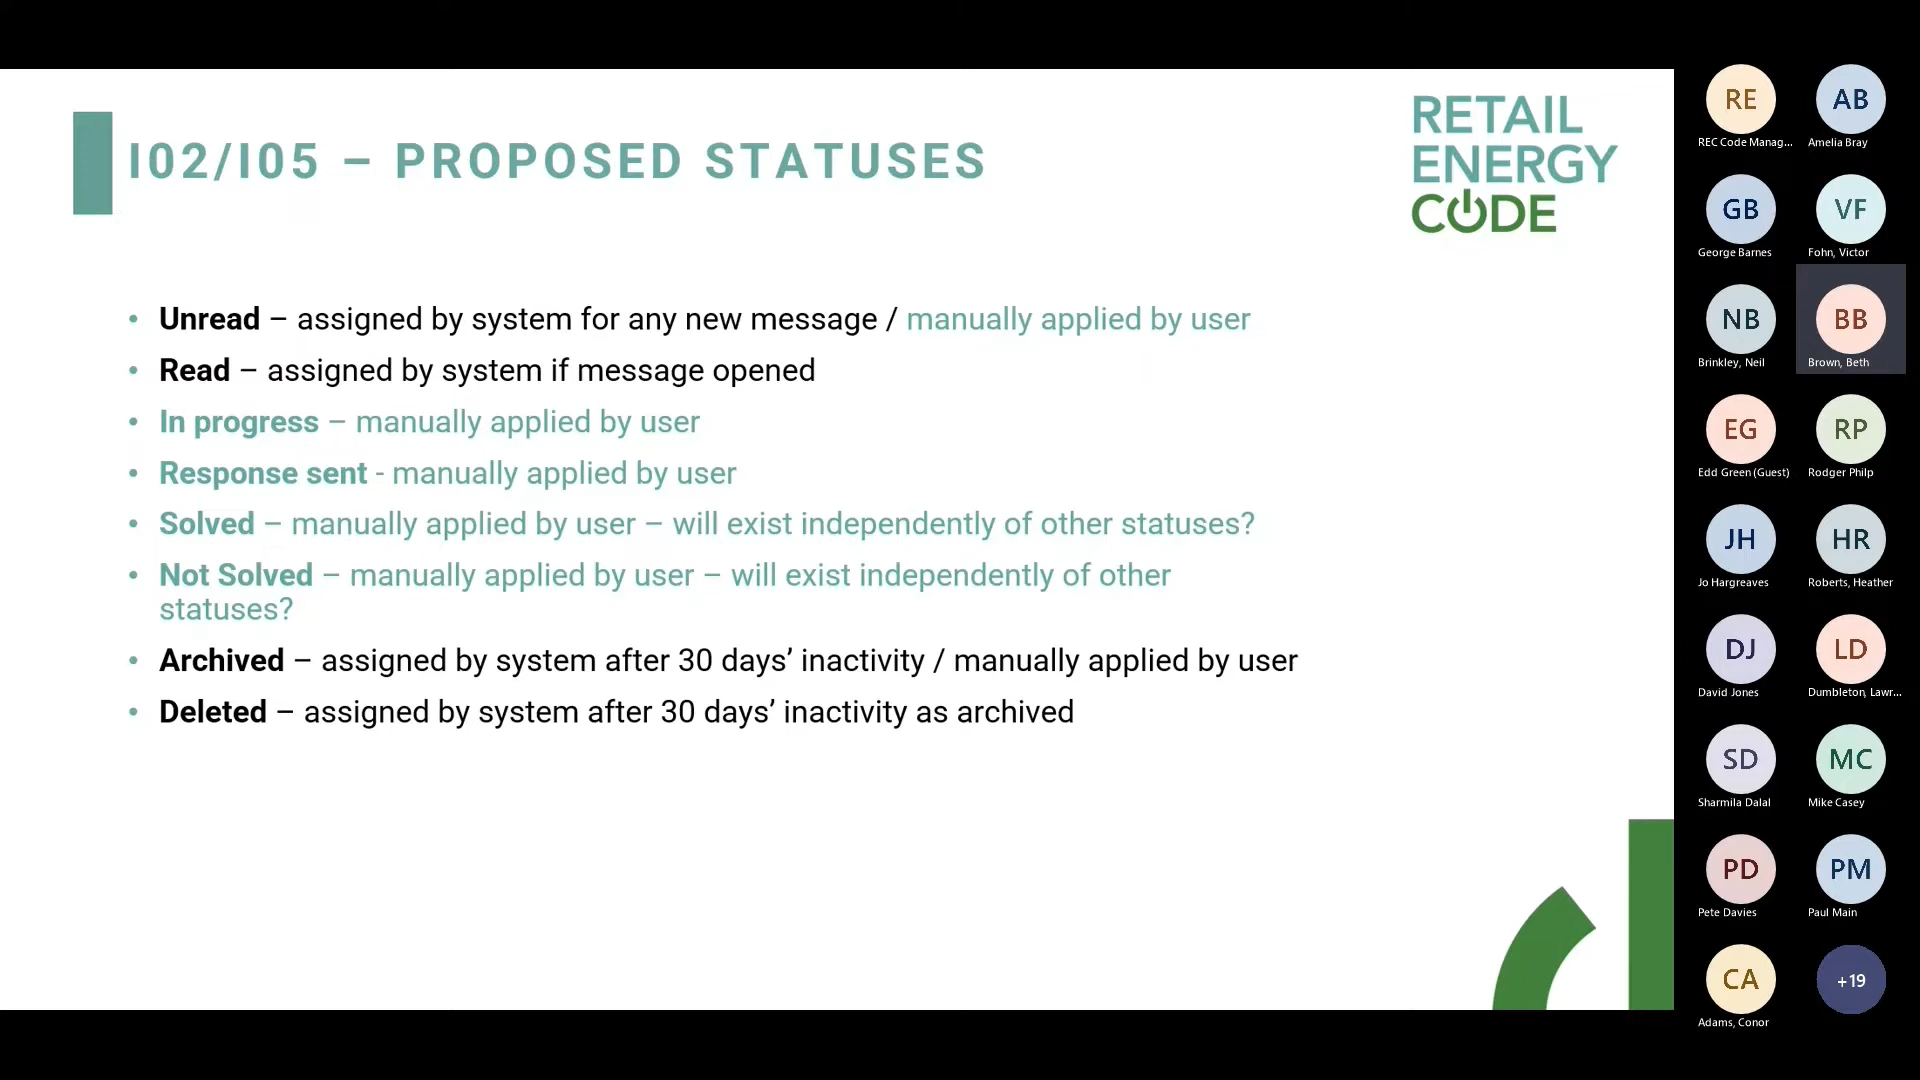 I02/I05 – PROPOSED STATUSES
RETAIL
ENERGY
CODE
• Unread – assigned by system for any new message / manually applied by user
• Read – assigned by system if message opened
• In progress – manually applied by user
• Response sent - manually applied by user
• Solved – manually applied by user – will exist independently of other statuses?
• Not Solved – manually applied by user – will exist independently of other
statuses?
• Archived – assigned by system after 30 days’ inactivity / manually applied by user
• Deleted – assigned by system after 30 days’ inactivity as archived
RE
REC Code Manag...
AB
Amelia Bray
GB
George Barnes
VF
Fohn, Victor
NB
Brinkley, Neil
BB
Brown, Beth
EG
Edd Green (Guest)
RP
Rodger Philp
JH
Jo Hargreaves
HR
Roberts, Heather
DJ
David Jones
LD
Dumbleton, Lawr...
SD
Sharmila Dalal
MC
Mike Casey
PD
Pete Davies
PM
Paul Main
CA
Adams, Conor
+19